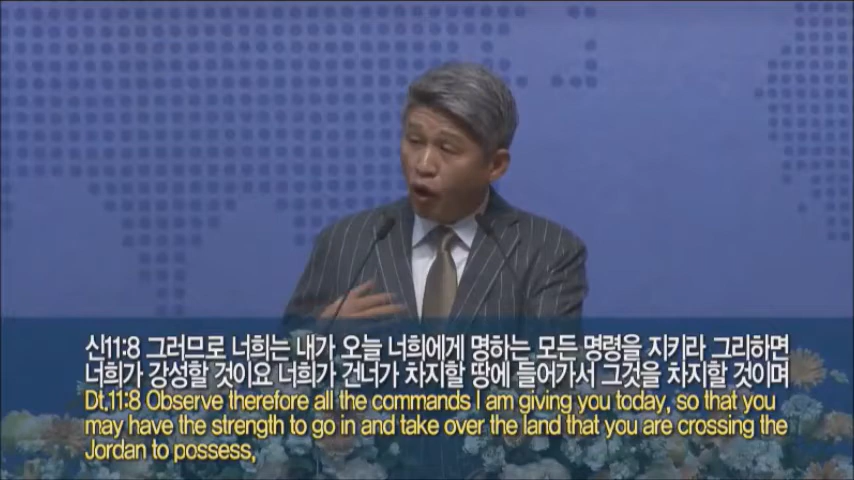 신11:8 그러므로 너희는 내가 오늘 너희에게 명하는 모든 명령을 지키라 그리하면
너희가 강성할 것이요 너희가 건너가 차지할 땅에 들어가서 그것을 차지할 것이며
Dt,11:8 Observe therefore all the commands I am giving you today, so that you
may have the strength to go in and take over the land that you are crossing the
Jordan to possess,